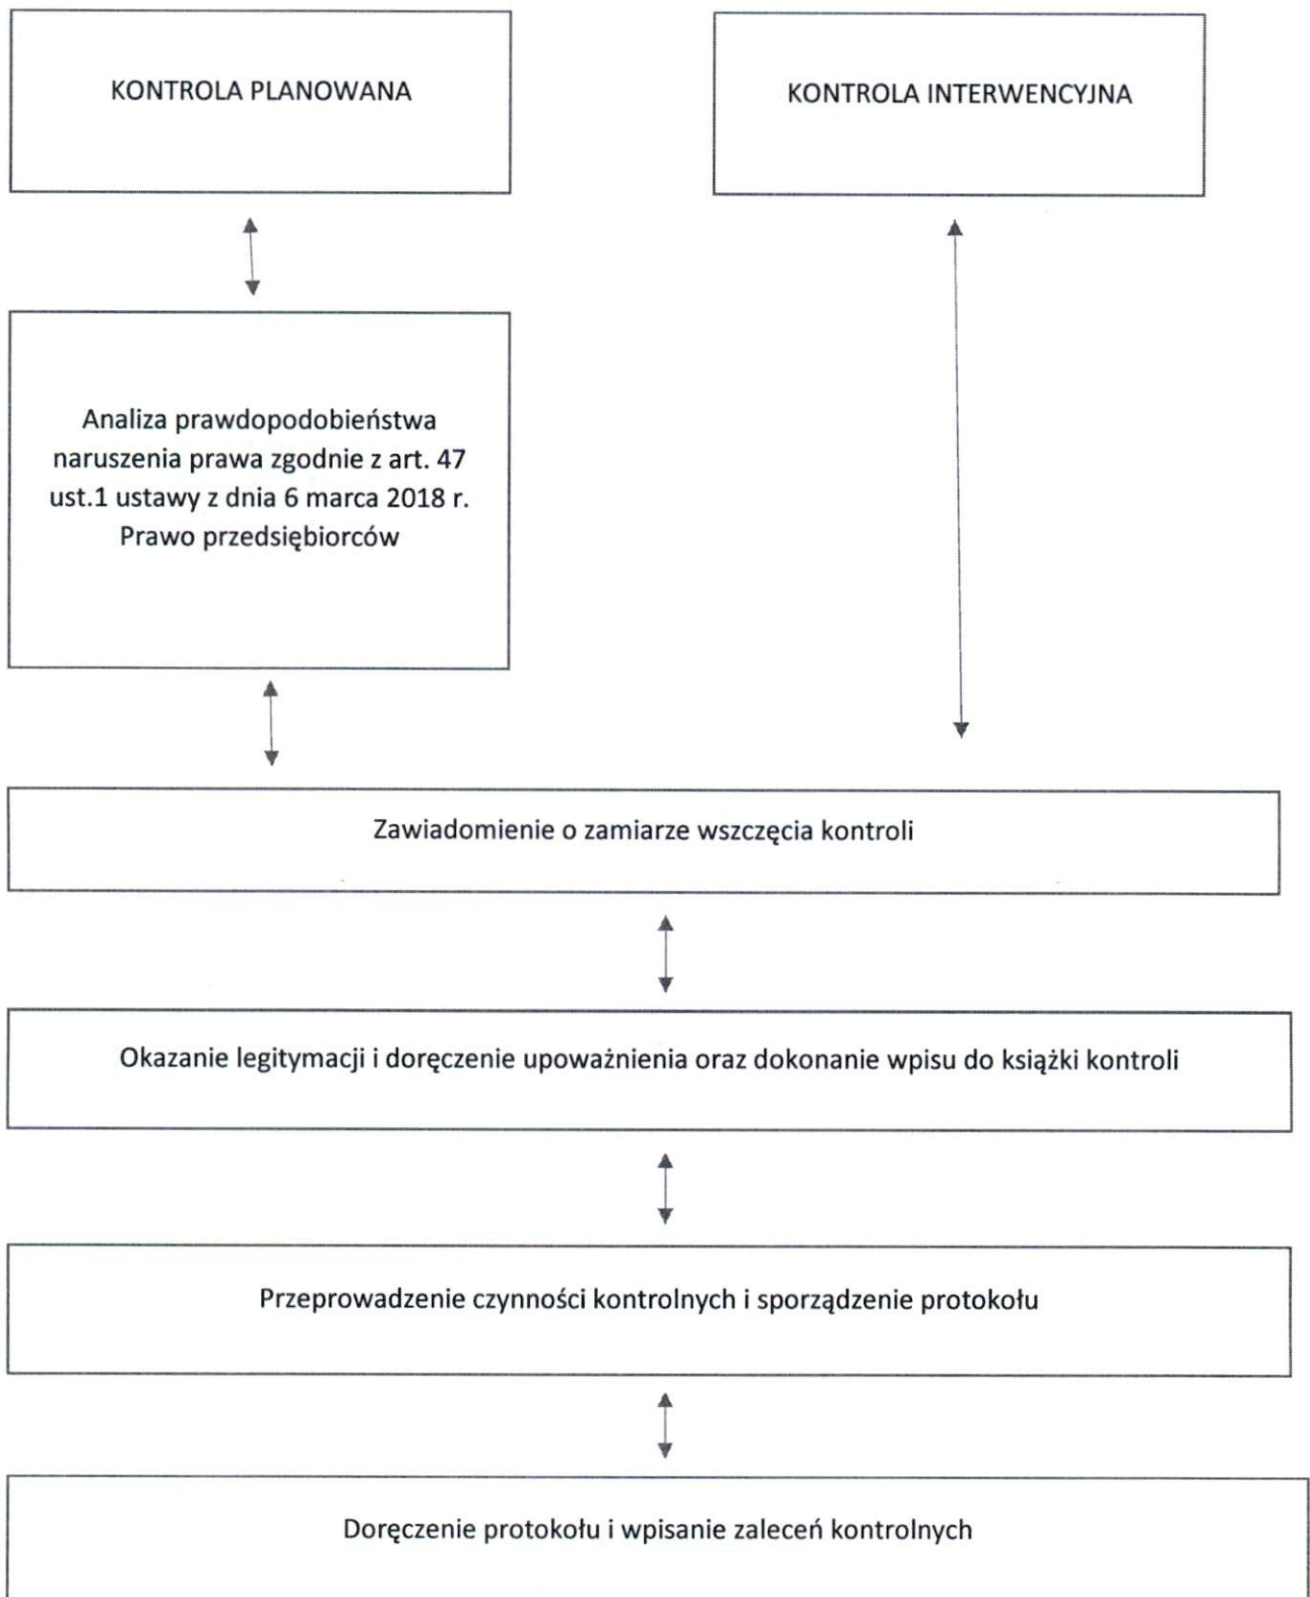 KONTROLA PLANOWANA
KONTROLA INTERWENCYJNA
Analiza prawdopodobieństwa
naruszenia prawa zgodnie z art. 47
ust.1 ustawy z dnia 6 marca 2018 r.
Prawo przedsiębiorców
Zawiadomienie o zamiarze wszczęcia kontroli
Okazanie legitymacji i doręczenie upoważnienia oraz dokonanie wpisu do książki kontroli
Przeprowadzenie czynności kontrolnych i sporządzenie protokołu
Doręczenie protokołu i wpisanie zaleceń kontrolnych